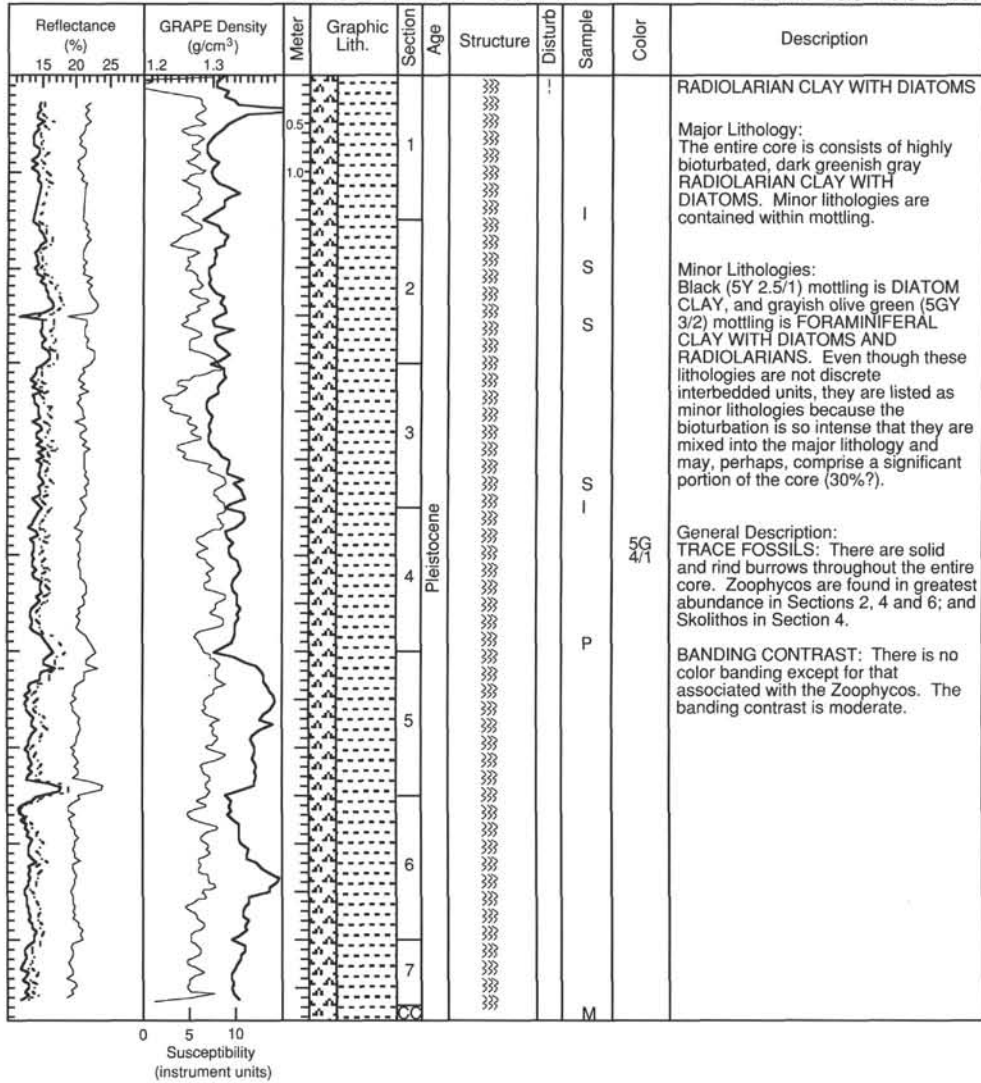 Reflectance
(%)
15 20 25
GRAPE Density
(g/cm³)
1.2 1.3
Meter
Graphic
Lith.
Section
Age
Structure
Disturb
Sample
Color
Description
0.5
1.0
1
2
3
4
5
6
7
CC
Pleistocene
!
I
S
S
S
I
P
M
5G
4/1
RADIOLARIAN CLAY WITH DIATOMS
Major Lithology:
The entire core is consists of highly
bioturbated, dark greenish gray
RADIOLARIAN CLAY WITH
DIATOMS. Minor lithologies are
contained within mottling.
Minor Lithologies:
Black (5Y 2.5/1) mottling is DIATOM
CLAY, and grayish olive green (5GY
3/2) mottling is FORAMINIFERAL
CLAY WITH DIATOMS AND
RADIOLARIANS. Even though these
lithologies are not discrete
interbedded units, they are listed as
minor lithologies because the
bioturbation is so intense that they are
mixed into the major lithology and
may, perhaps, comprise a significant
portion of the core (30%?).
General Description:
TRACE FOSSILS: There are solid
and rind burrows throughout the entire
core. Zoophycos are found in greatest
abundance in Sections 2, 4 and 6; and
Skolithos in Section 4.
BANDING CONTRAST: There is no
color banding except for that
associated with the Zoophycos. The
banding contrast is moderate.
0 5 10
Susceptibility
(instrument units)